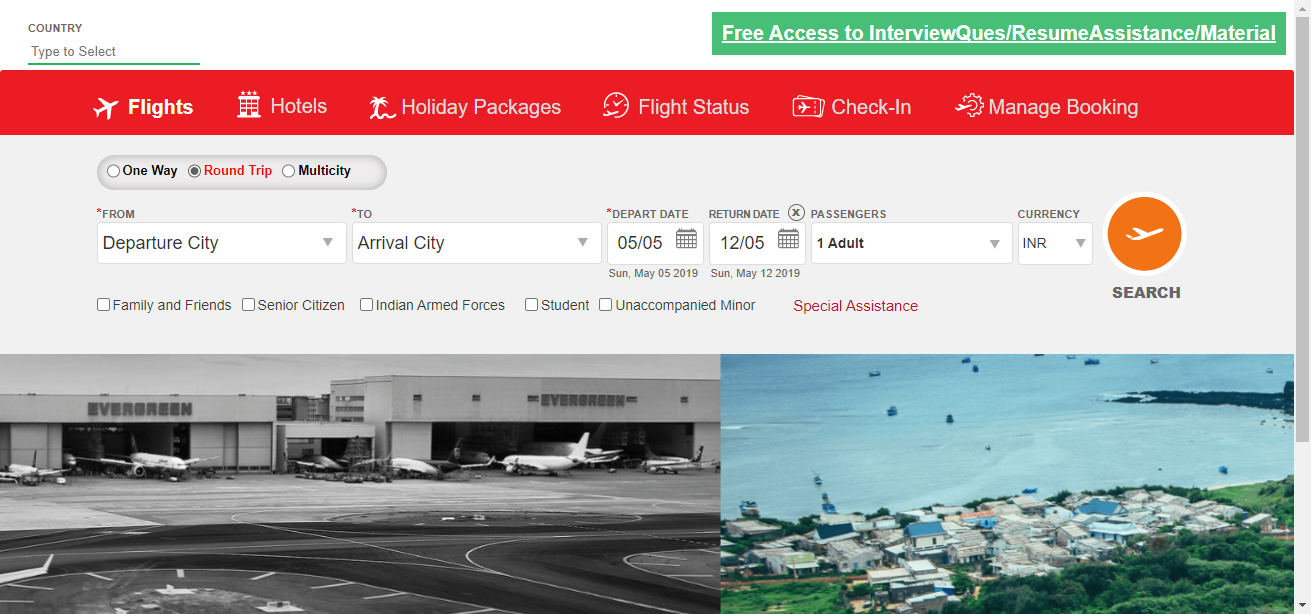 COUNTRY
Type to Select
Free Access to InterviewQues/ResumeAssistance/Material
Flights Hotels Holiday Packages Flight Status Check-In Manage Booking
One Way Round Trip Multicity
*FROM *TO *DEPART DATE RETURN DATE PASSENGERS CURRENCY
Departure City Arrival City 05/05 12/05 1 Adult INR
Sun, May 05 2019 Sun, May 12 2019
SEARCH
Family and Friends Senior Citizen Indian Armed Forces Student Unaccompanied Minor Special Assistance
EVERGREEN EVERGREEN